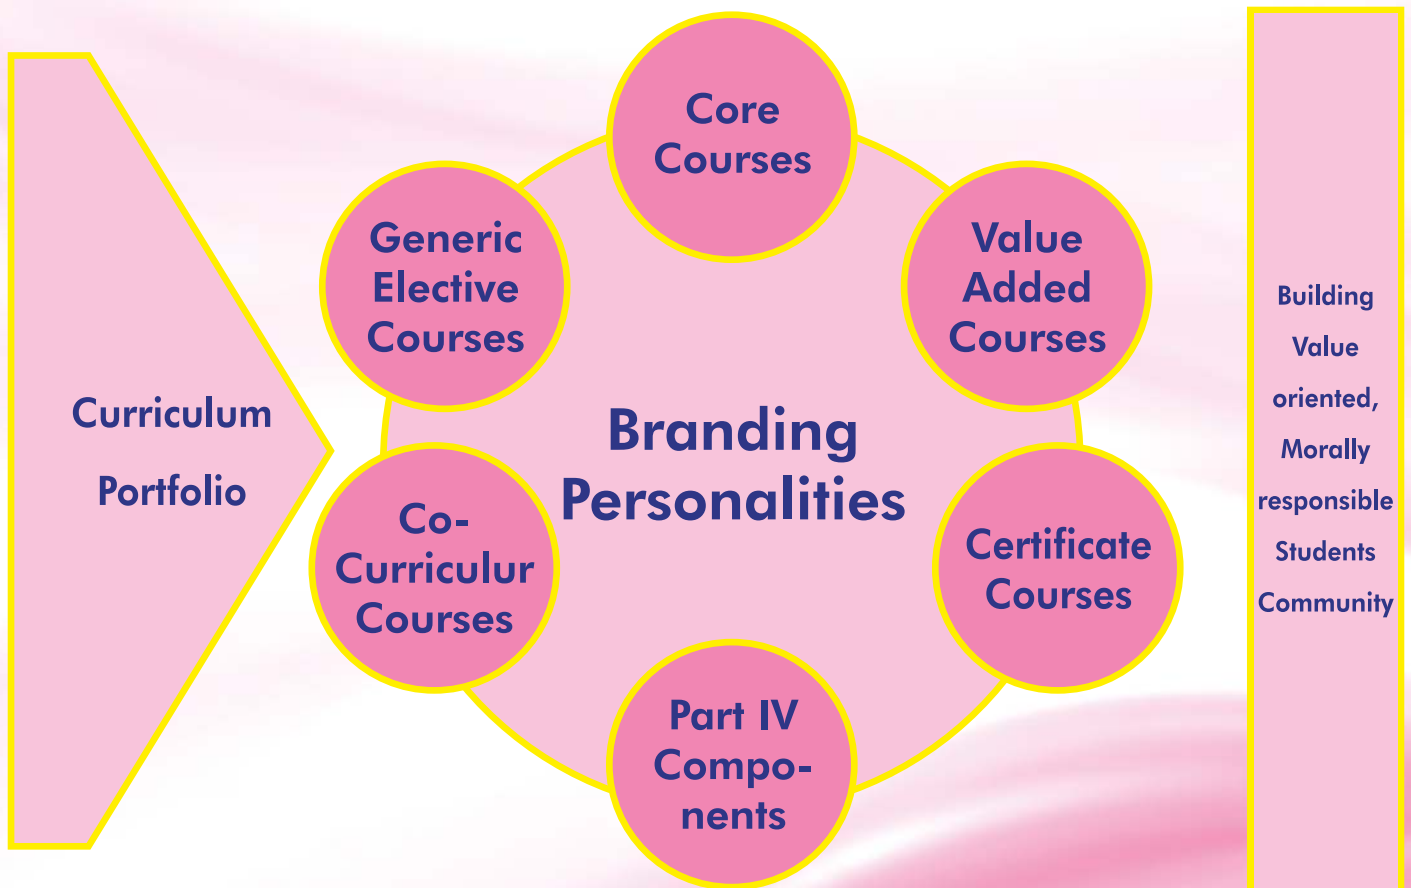 Curriculum
Portfolio
Core
Courses
Generic
Elective
Courses
Value
Added
Courses
Branding
Personalities
Co-
Curriculur
Courses
Certificate
Courses
Part IV
Compo-
nents
Building
Value
oriented,
Morally
responsible
Students
Community